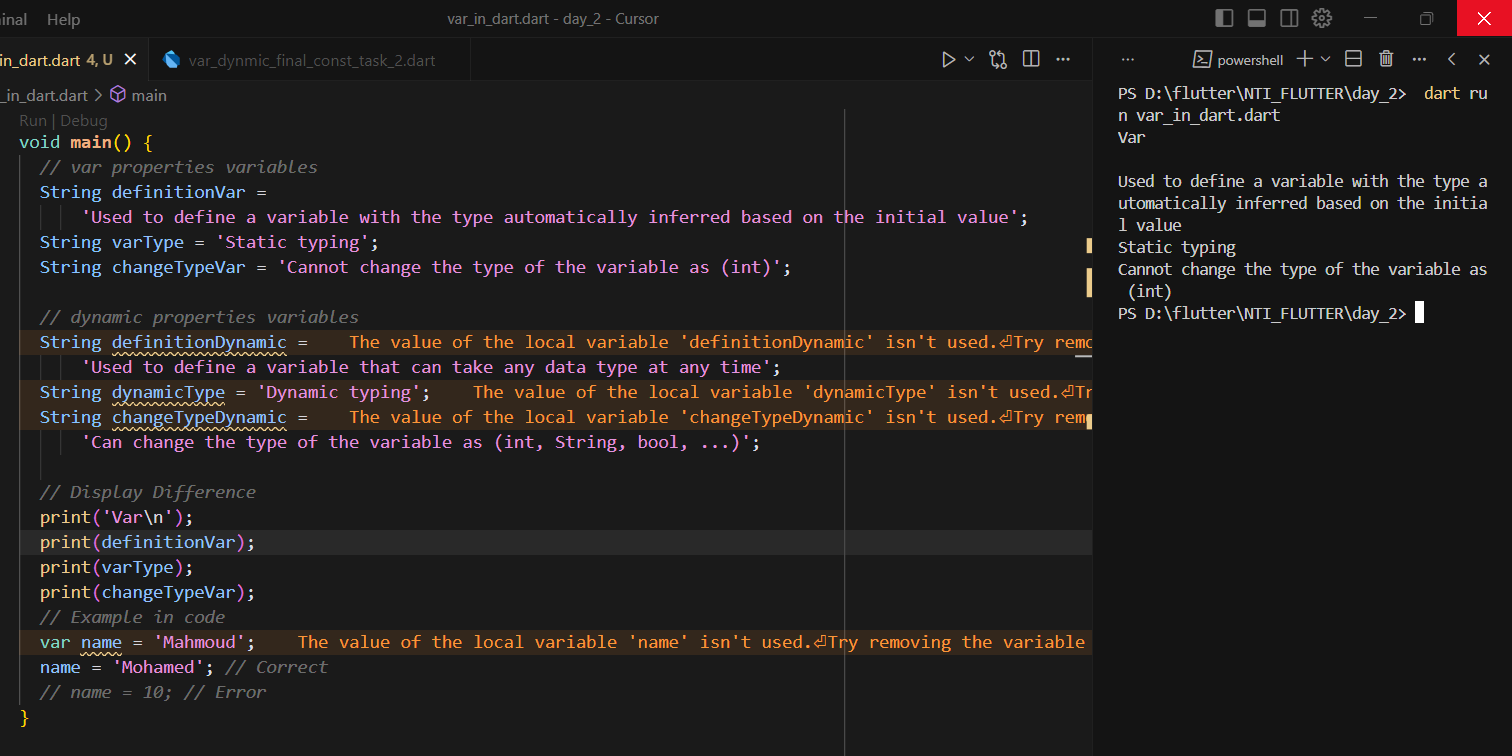 inal Help var_in_dart.dart - day_2 - Cursor
in_dart.dart 4, U var_dynmic_final_const_task_2.dart
_in_dart.dart > main
Run | Debug
void main() {
// var properties variables
String definitionVar =
'Used to define a variable with the type automatically inferred based on the initial value';
String varType = 'Static typing';
String changeTypeVar = 'Cannot change the type of the variable as (int)';
// dynamic properties variables
String definitionDynamic = The value of the local variable 'definitionDynamic' isn't used.⏎Try remo
'Used to define a variable that can take any data type at any time';
String dynamicType = 'Dynamic typing'; The value of the local variable 'dynamicType' isn't used.⏎Tr
String changeTypeDynamic = The value of the local variable 'changeTypeDynamic' isn't used.⏎Try rem
'Can change the type of the variable as (int, String, bool, ...)';
// Display Difference
print('Var\n');
print(definitionVar);
print(varType);
print(changeTypeVar);
// Example in code
var name = 'Mahmoud'; The value of the local variable 'name' isn't used.⏎Try removing the variable
name = 'Mohamed'; // Correct
// name = 10; // Error
}
powershell
PS D:\flutter\NTI_FLUTTER\day_2> dart ru
n var_in_dart.dart
Var
Used to define a variable with the type a
utomatically inferred based on the initia
l value
Static typing
Cannot change the type of the variable as
(int)
PS D:\flutter\NTI_FLUTTER\day_2>